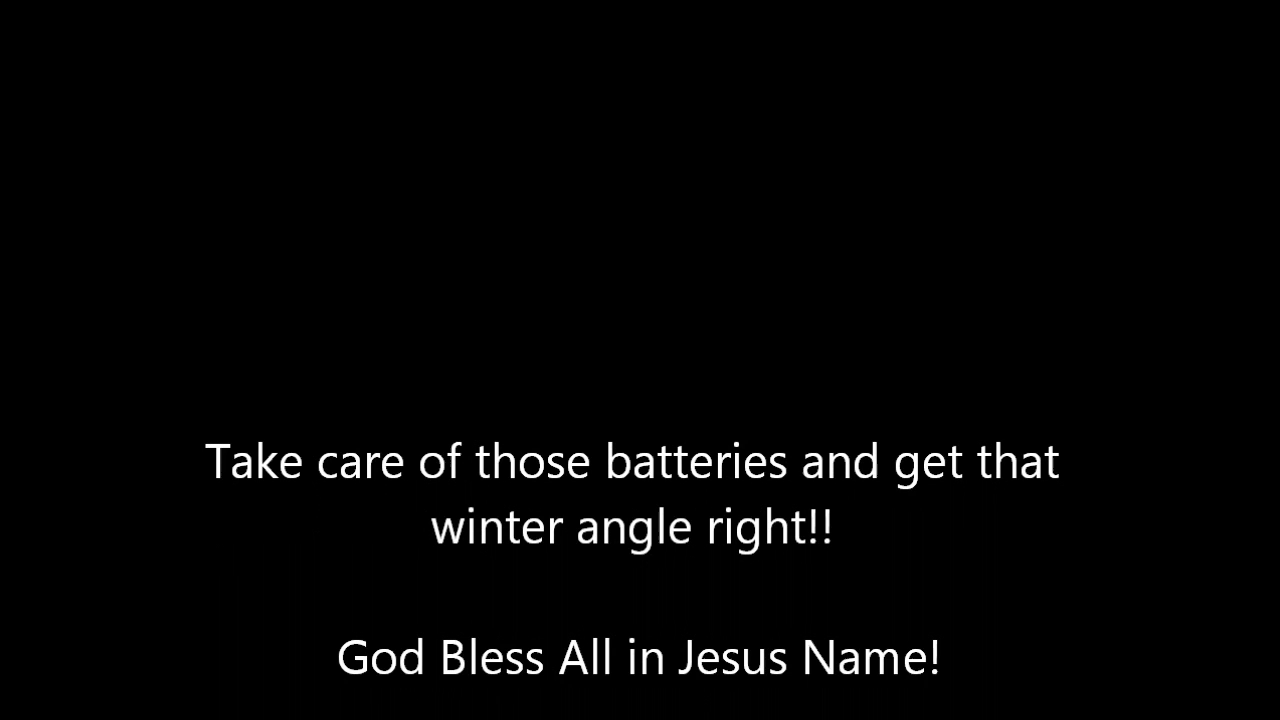 Take care of those batteries and get that
winter angle right!!
God Bless All in Jesus Name!